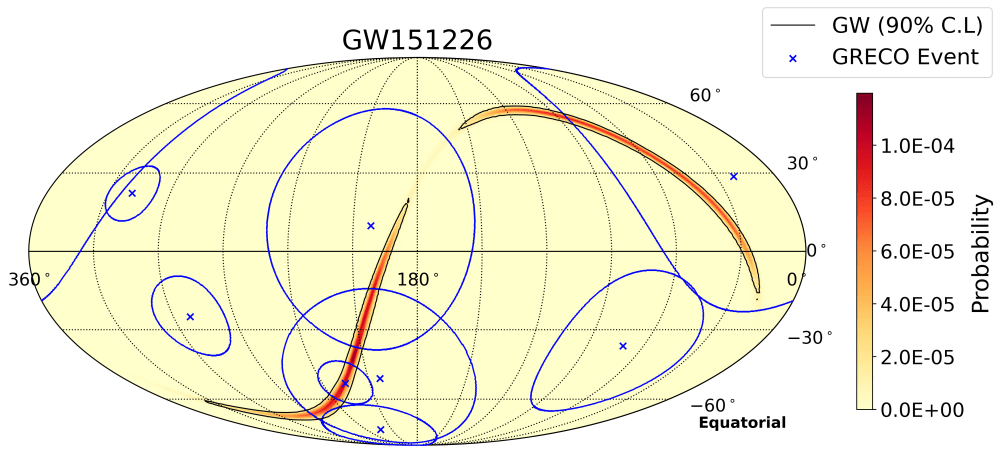 GW151226
GW (90% C.L)
GRECO Event
60°
30°
0°
360°
180°
0°
−30°
−60°
Equatorial
1.0E-04
8.0E-05
6.0E-05
4.0E-05
2.0E-05
0.0E+00
Probability